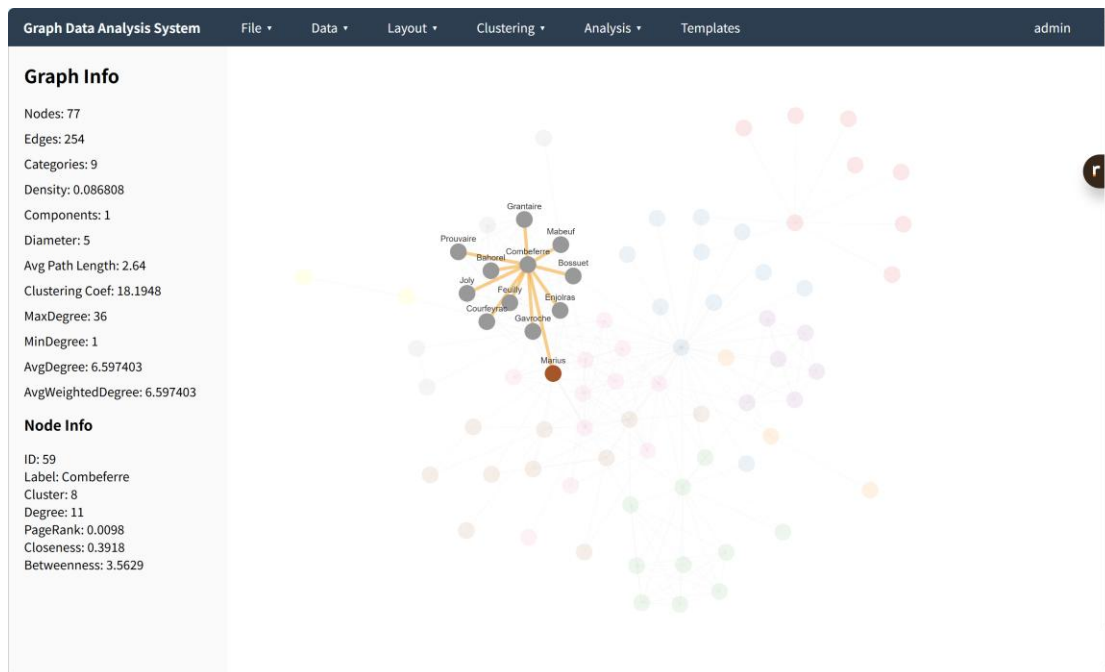 Graph Data Analysis System File ▾ Data ▾ Layout ▾ Clustering ▾ Analysis ▾ Templates admin
Graph Info
Nodes: 77
Edges: 254
Categories: 9
Density: 0.086808
Components: 1
Diameter: 5
Avg Path Length: 2.64
Clustering Coef: 18.1948
MaxDegree: 36
MinDegree: 1
AvgDegree: 6.597403
AvgWeightedDegree: 6.597403
Node Info
ID: 59
Label: Combeferre
Cluster: 8
Degree: 11
PageRank: 0.0098
Closeness: 0.3918
Betweenness: 3.5629
Grantaire
Mabeuf
Prouvaire
Combeferre
Bahorel
Bossuet
Joly
Feuilly
Enjolras
Courfeyrac
Gavroche
Marius
r